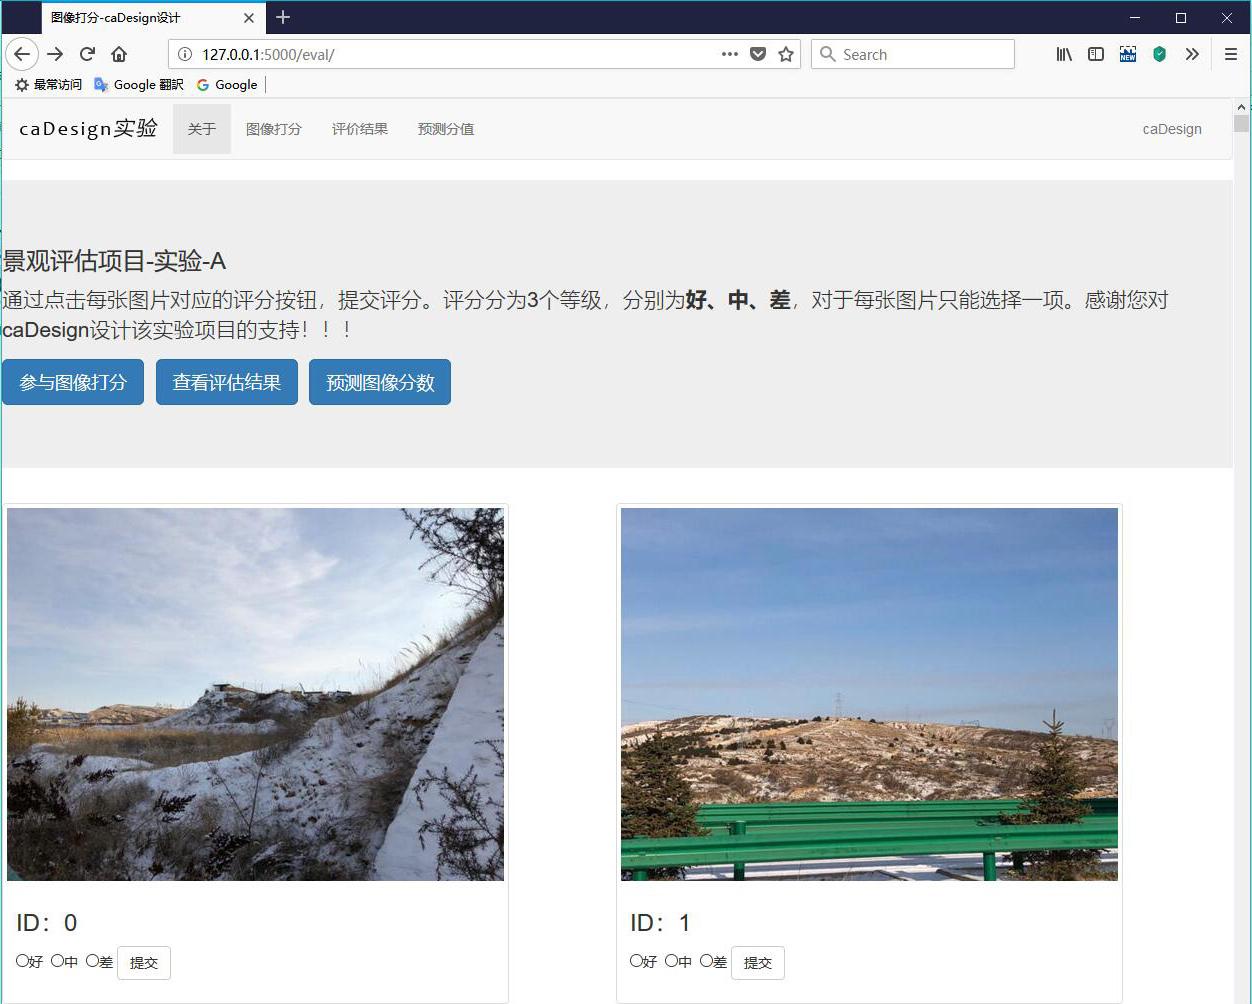 图像打分-caDesign设计
127.0.0.1:5000/eval/
Search
最常访问
Google 翻訳
Google
caDesign实验
关于
图像打分
评价结果
预测分值
caDesign
景观评估项目-实验-A
通过点击每张图片对应的评分按钮，提交评分。评分分为3个等级，分别为好、中、差，对于每张图片只能选择一项。感谢您对
caDesign设计该实验项目的支持！！！
参与图像打分
查看评估结果
预测图像分数
ID：0
好 中 差 提交
ID：1
好 中 差 提交
NEW